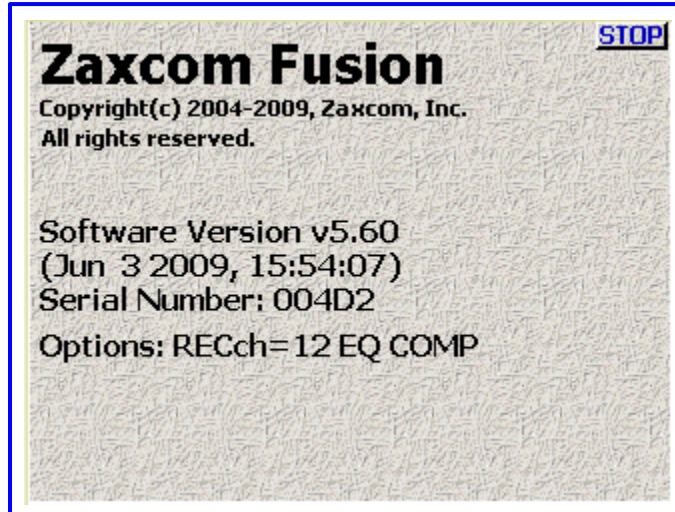 STOP
Zaxcom Fusion
Copyright(c) 2004-2009, Zaxcom, Inc.
All rights reserved.
Software Version v5.60
(Jun 3 2009, 15:54:07)
Serial Number: 004D2
Options: RECch=12 EQ COMP